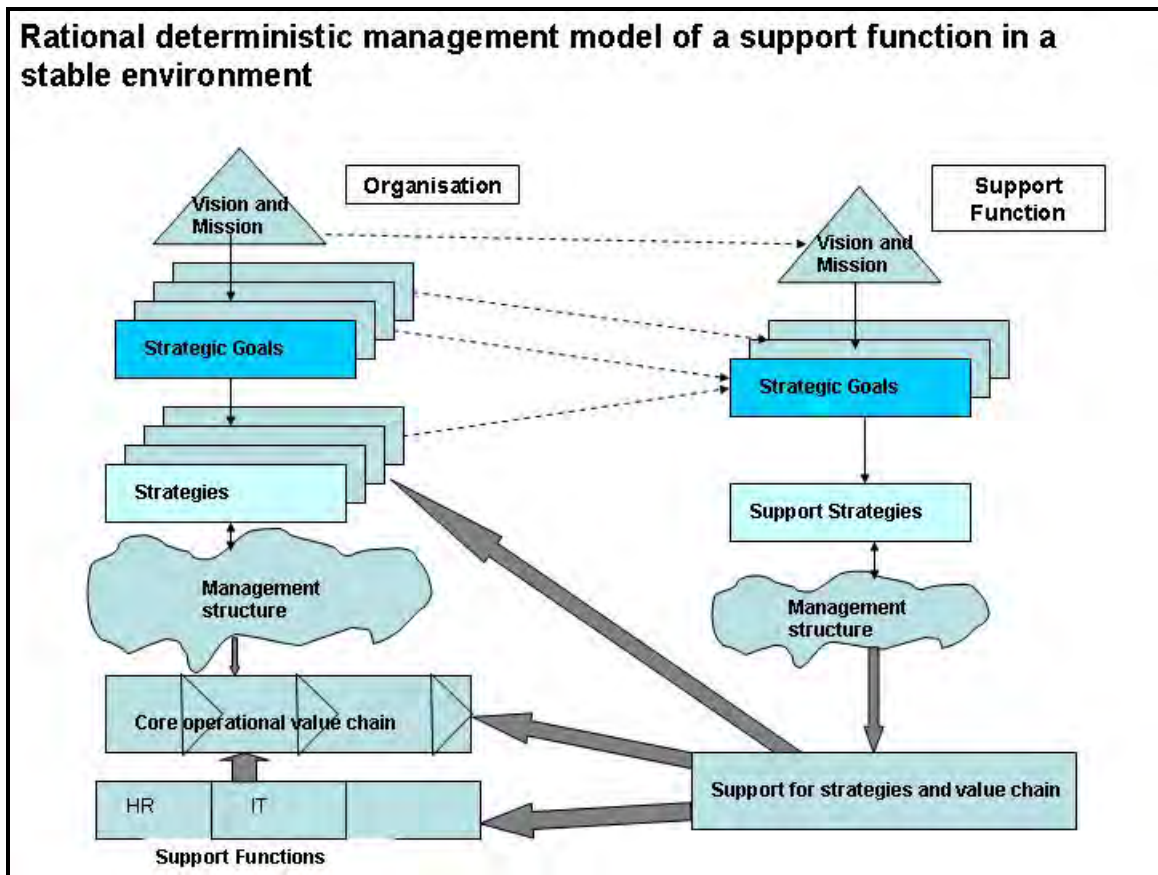 Rational deterministic management model of a support function in a
stable environment
Organisation
Support
Function
Vision and
Mission
Vision and
Mission
Strategic Goals
Strategic Goals
Strategies
Support Strategies
Management
structure
Management
structure
Core operational value chain
Support for strategies and value chain
HR
IT
Support Functions